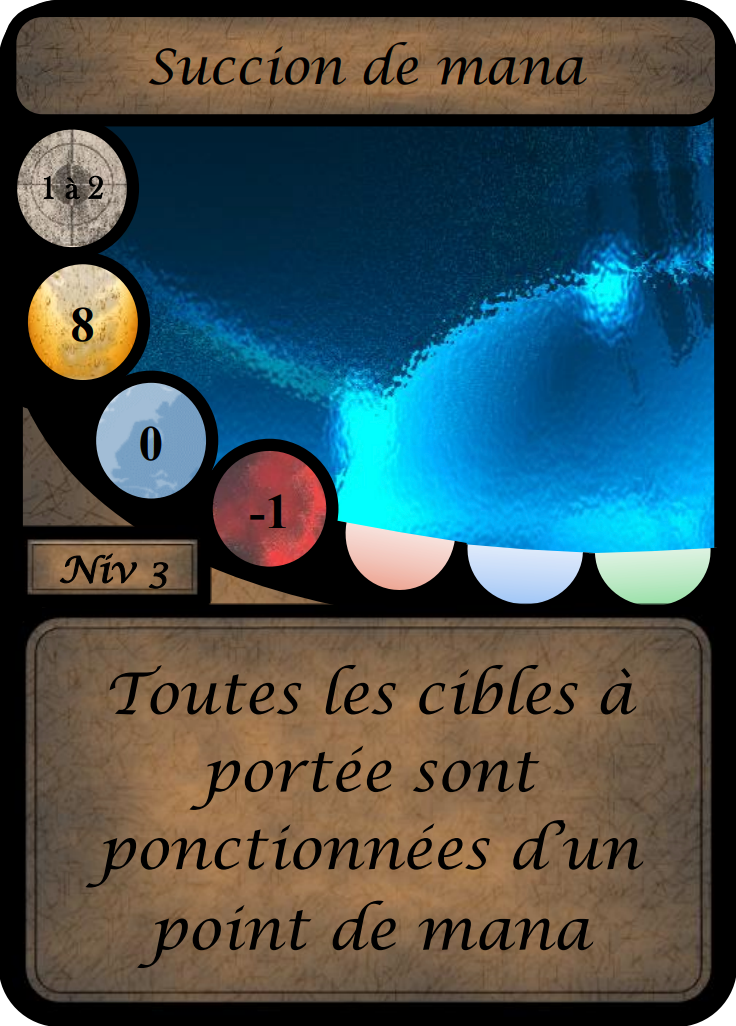 Succion de mana
1 à 2
8
0
-1
Niv 3
Toutes les cibles à
portée sont
ponctionnées d’un
point de mana